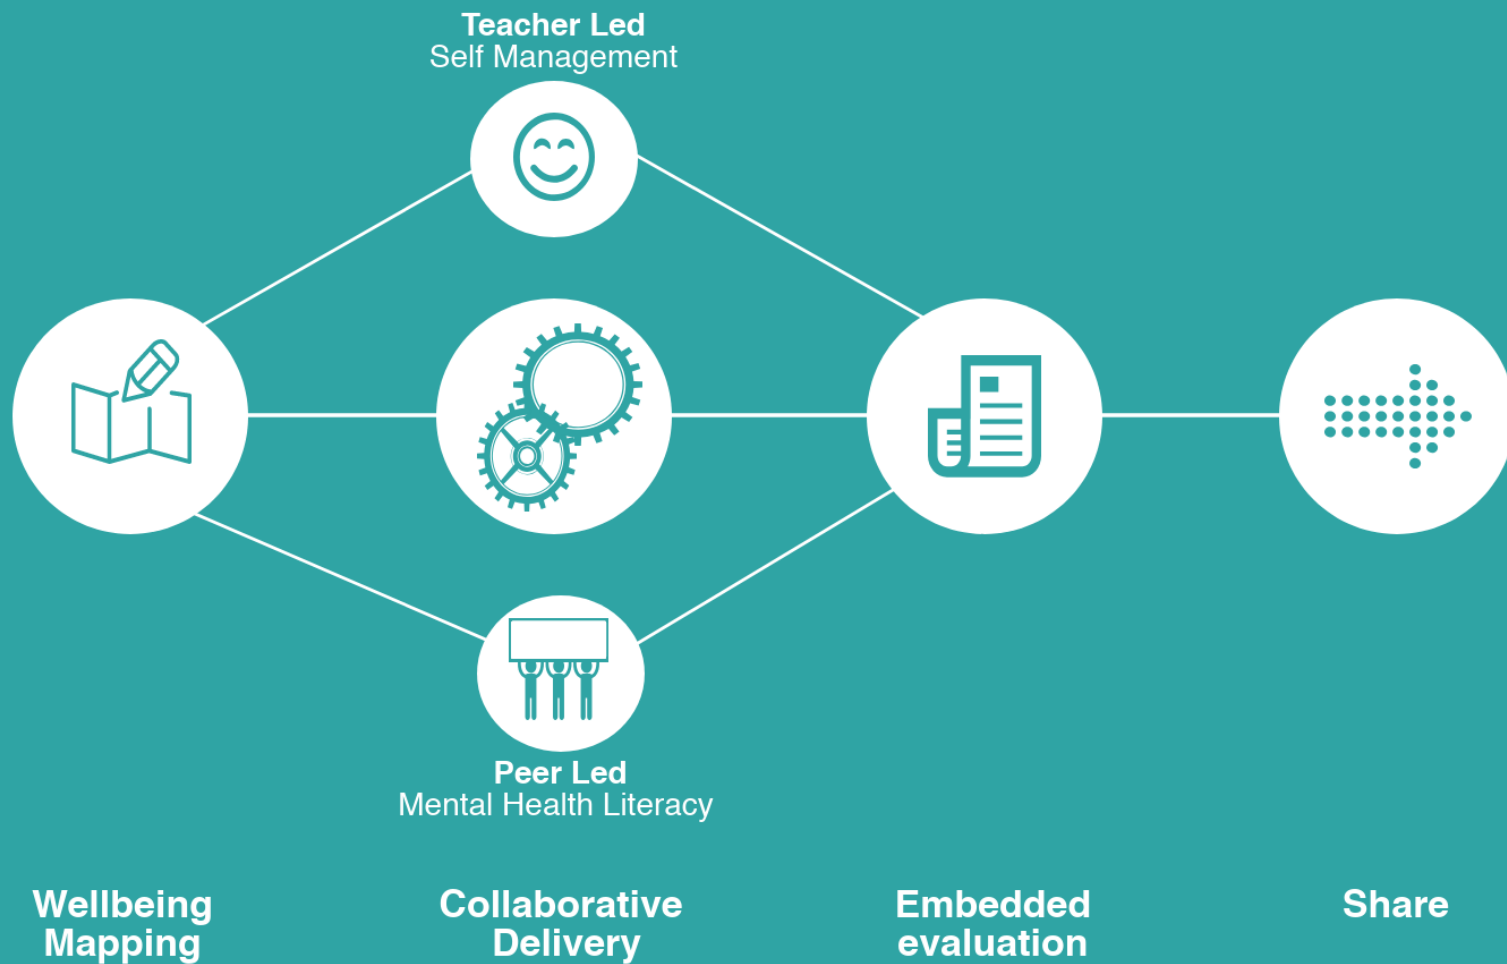 Teacher Led
Self Management
Peer Led
Mental Health Literacy
Wellbeing
Mapping
Collaborative
Delivery
Embedded
evaluation
Share